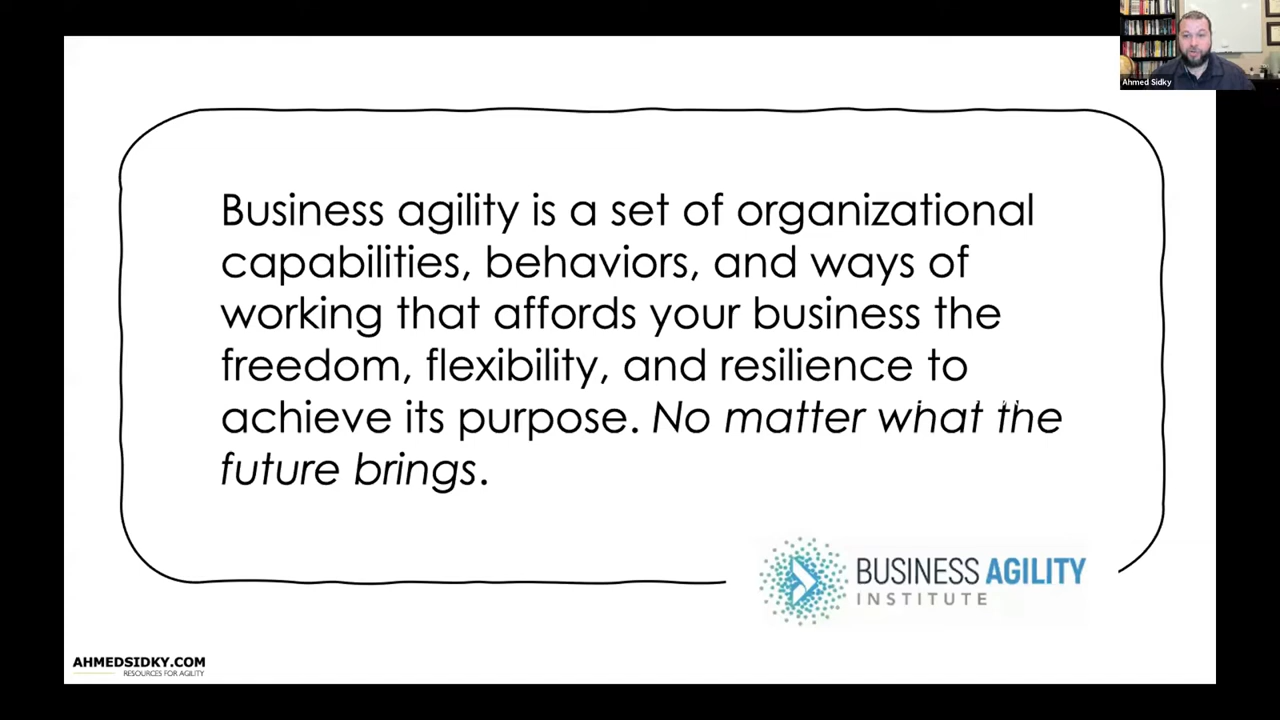 Ahmed Sidky
Business agility is a set of organizational
capabilities, behaviors, and ways of
working that affords your business the
freedom, flexibility, and resilience to
achieve its purpose. No matter what the
future brings.
BUSINESS AGILITY
INSTITUTE
AHMEDSIDKY.COM
RESOURCES FOR AGILITY